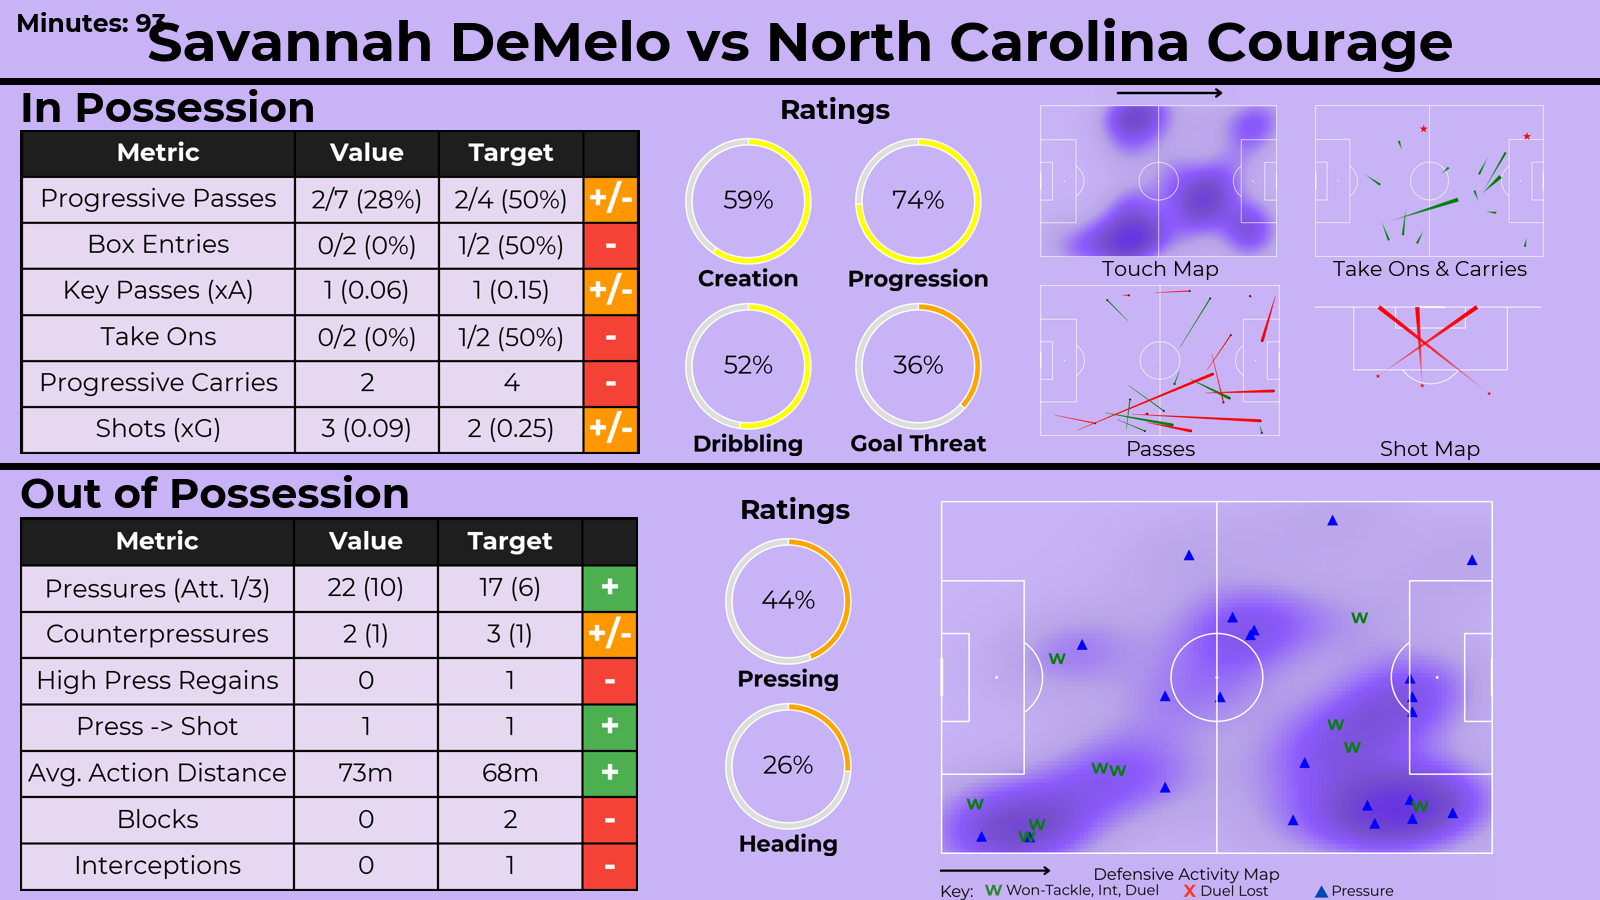 Minutes: 93
Savannah DeMelo vs North Carolina Courage
In Possession
Metric Value Target
Progressive Passes 2/7 (28%) 2/4 (50%) +/-
Box Entries 0/2 (0%) 1/2 (50%) -
Key Passes (xA) 1 (0.06) 1 (0.15) +/-
Take Ons 0/2 (0%) 1/2 (50%) -
Progressive Carries 2 4 -
Shots (xG) 3 (0.09) 2 (0.25) +/-
Ratings
59% 74%
Creation Progression
52% 36%
Dribbling Goal Threat
Touch Map Take Ons & Carries
Passes Shot Map
Out of Possession
Metric Value Target
Pressures (Att. 1/3) 22 (10) 17 (6) +
Counterpressures 2 (1) 3 (1) +/-
High Press Regains 0 1 -
Press -> Shot 1 1 +
Avg. Action Distance 73m 68m +
Blocks 0 2 -
Interceptions 0 1 -
Ratings
44%
Pressing
26%
Heading
W
W
W
W
W W
W
W
W
W
Defensive Activity Map
Key: W Won-Tackle, Int, Duel X Duel Lost Pressure